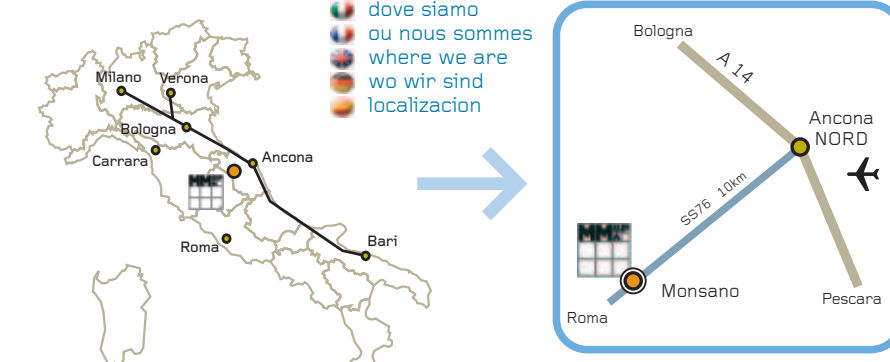 dove siamo
ou nous sommes
where we are
wo wir sind
localizacion
Milano
Verona
Bologna
Carrara
Ancona
Roma
Bari
Bologna
A 14
Ancona
NORD
SS76 10km
Monsano
Roma
Pescara